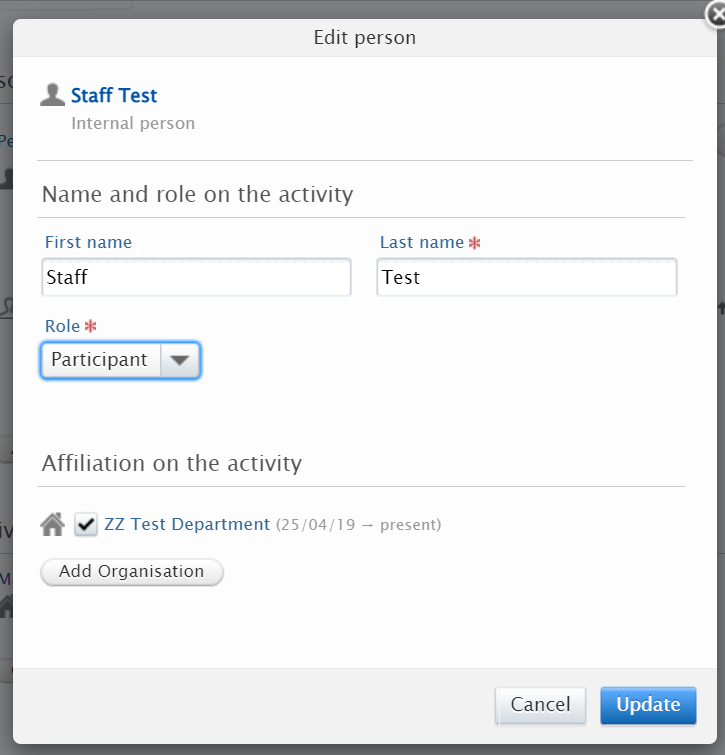 Edit person
Staff Test
Internal person
Name and role on the activity
First name
Last name *
Staff
Test
Role *
Participant
Affiliation on the activity
ZZ Test Department (25/04/19 → present)
Add Organisation
Cancel
Update